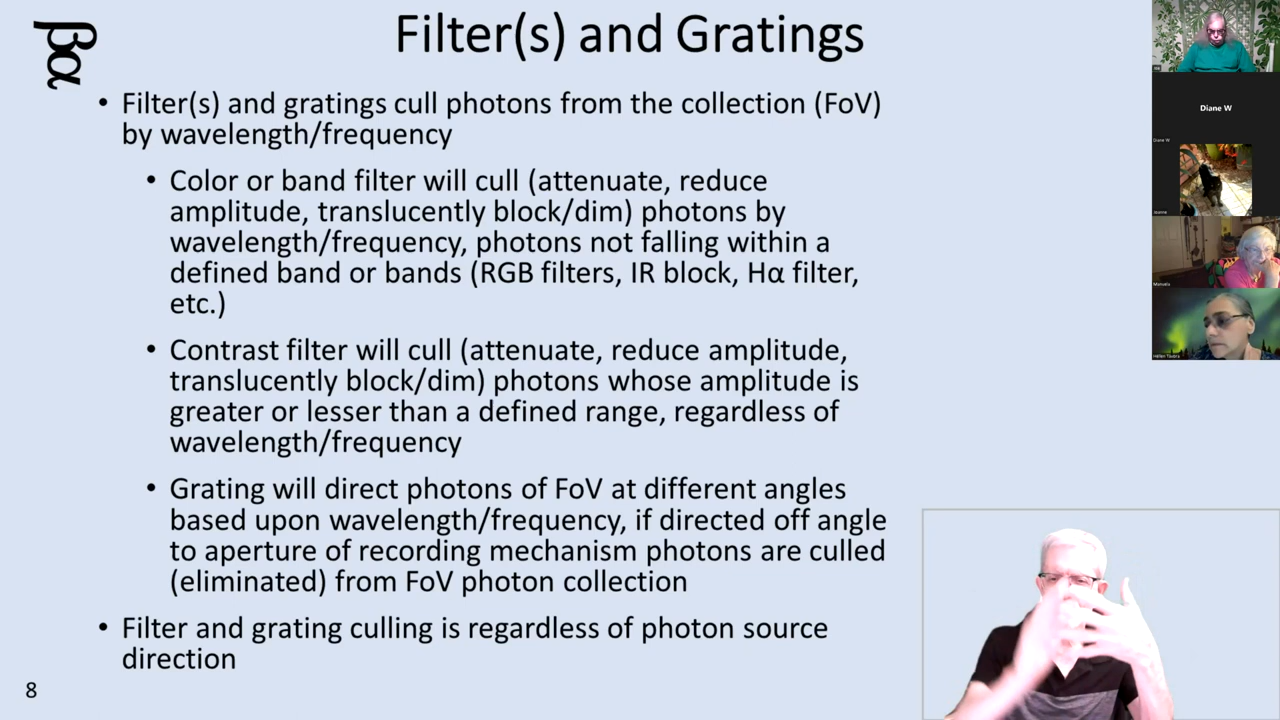 βα
Filter(s) and Gratings
• Filter(s) and gratings cull photons from the collection (FoV)
by wavelength/frequency
• Color or band filter will cull (attenuate, reduce
amplitude, translucently block/dim) photons by
wavelength/frequency, photons not falling within a
defined band or bands (RGB filters, IR block, Hα filter,
etc.)
• Contrast filter will cull (attenuate, reduce amplitude,
translucently block/dim) photons whose amplitude is
greater or lesser than a defined range, regardless of
wavelength/frequency
• Grating will direct photons of FoV at different angles
based upon wavelength/frequency, if directed off angle
to aperture of recording mechanism photons are culled
(eliminated) from FoV photon collection
• Filter and grating culling is regardless of photon source
direction
8
Diane W
Diane W